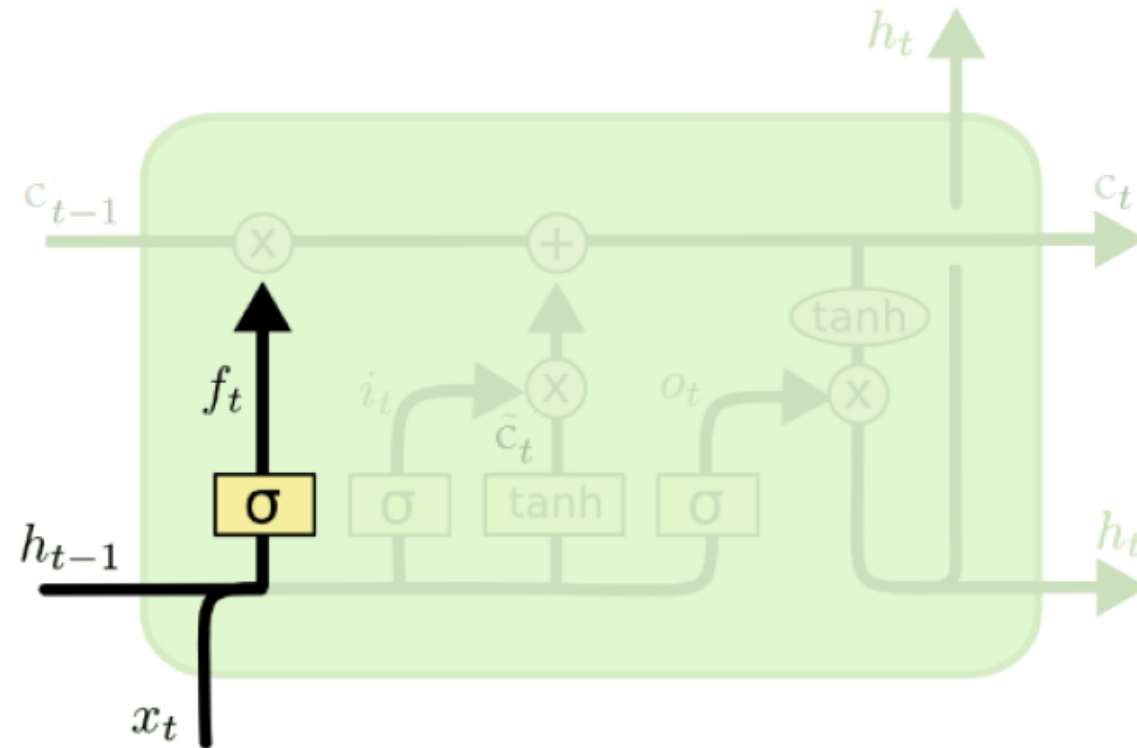 h_t
c_{t-1}
c_t
x
+
tanh
f_t
i_t
x
o_t
x
c̃_t
σ
σ
tanh
σ
h_{t-1}
h_t
x_t